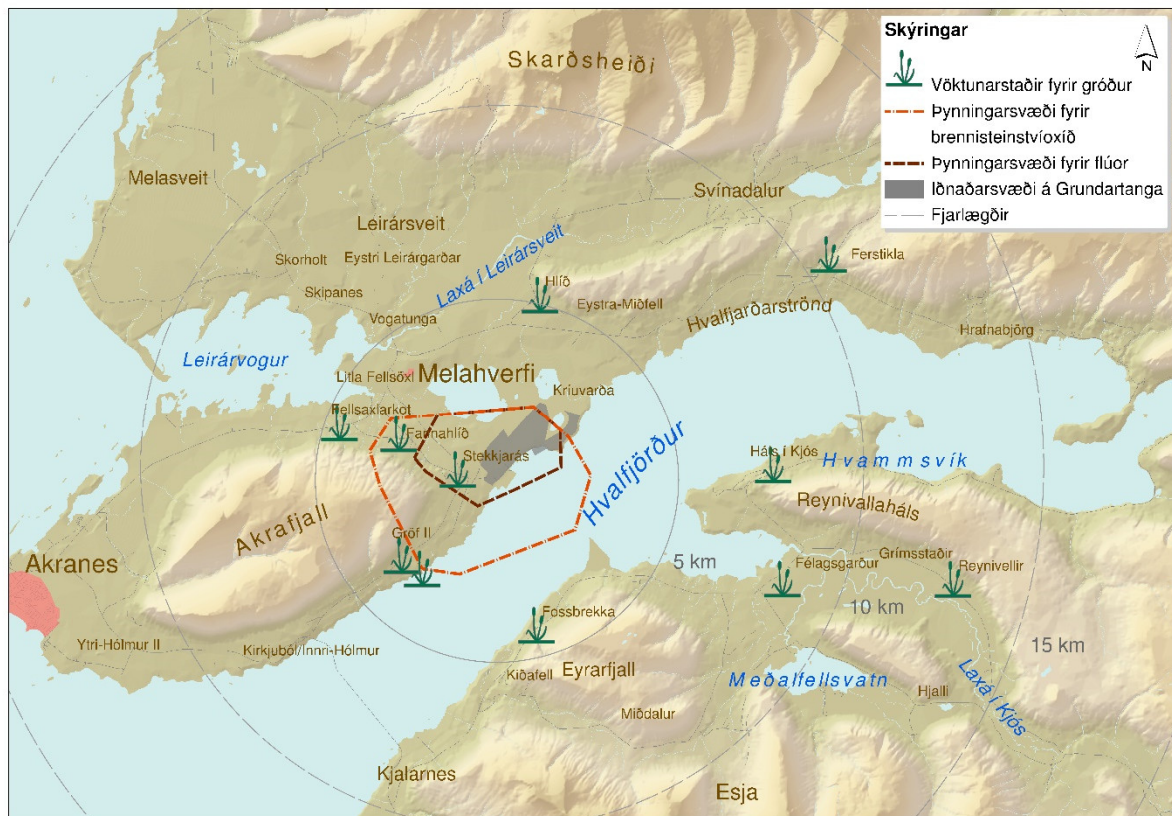 Skýringar
N
Vöktunarstaðir fyrir gróður
Þynningarsvæði fyrir
brennisteinstvíoxíð
Þynningarsvæði fyrir flúor
Iðnaðarsvæði á Grundartanga
Fjarlægðir
Skarðsheiði
Melasveit
Svínadalur
Leirársveit
Skorholt
Eystri Leirárgarðar
Laxá í Leirársveit
Ferstikla
Skipanes
Hlíð
Eystra-Miðfell
Vogatunga
Hvalfjarðarströnd
Hrafnabjörg
Leirárvogur
Litla Fellsöxl
Melahverfi
Kríuvarða
Fellsaxlarkot
Fannahlíð
Stekkjarás
Hvalfjörður
Háls í Kjós
Hvammsvík
Reynivallaháls
Akrafjall
Gröf II
Akranes
5 km
Félagsgarður
Grímsstaðir
Reynivellir
10 km
Fossbrekka
15 km
Ytri-Hólmur II
Kirkjuból/Innri-Hólmur
Kiðafell
Eyrarfjall
Meðalfellsvatn
Hjalli
Laxá í Kjós
Miðdalur
Kjalarnes
Esja